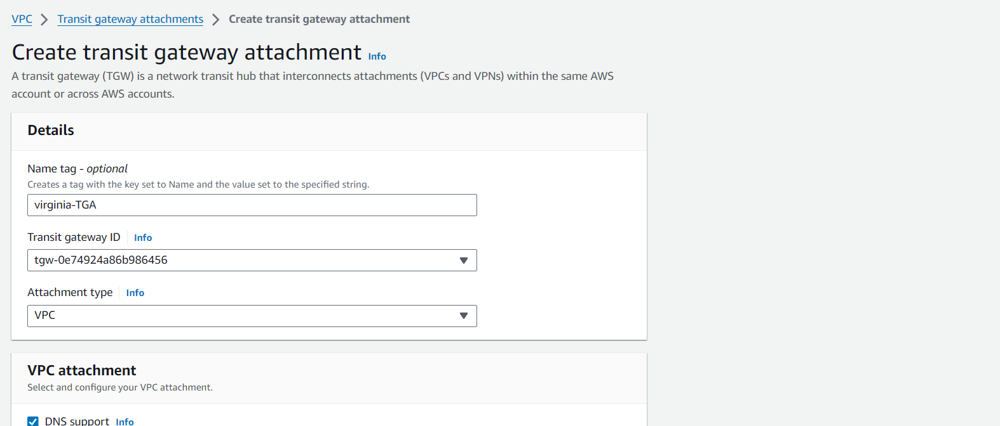 VPC > Transit gateway attachments > Create transit gateway attachment
Create transit gateway attachment Info
A transit gateway (TGW) is a network transit hub that interconnects attachments (VPCs and VPNs) within the same AWS
account or across AWS accounts.
Details
Name tag - optional
Creates a tag with the key set to Name and the value set to the specified string.
virginia-TGA
Transit gateway ID Info
tgw-0e74924a86b986456
Attachment type Info
VPC
VPC attachment
Select and configure your VPC attachment.
DNS support Info